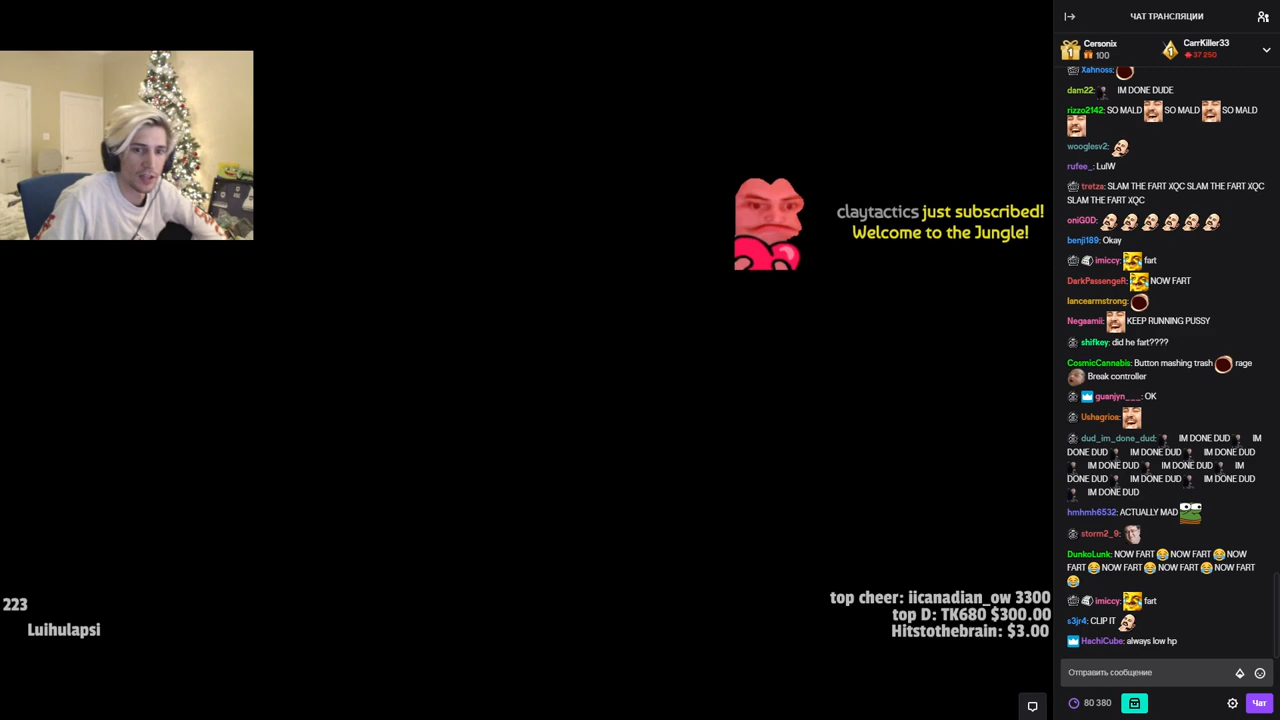 ЧАТ ТРАНСЛЯЦИИ
Cersonix
100
CarrKiller33
37 250
Xahnoss:
dam22: IM DONE DUDE
rizzo2142: SO MALD SO MALD SO MALD
wooglesv2:
rufee_: LulW
tretza: SLAM THE FART XQC SLAM THE FART XQC
SLAM THE FART XQC
oniG0D:
benji189: Okay
imiccy: fart
DarkPassengeR: NOW FART
lancearmstrong:
Negaamii: KEEP RUNNING PUSSY
shifkey: did he fart????
CosmicCannabis: Button mashing trash rage
Break controller
guanjyn___: OK
Ushagrioa:
dud_im_done_dud: IM DONE DUD IM
DONE DUD IM DONE DUD IM DONE DUD
IM DONE DUD IM DONE DUD IM
DONE DUD IM DONE DUD IM DONE DUD
IM DONE DUD
hmhmh6532: ACTUALLY MAD
storm2_9:
DunkoLunk: NOW FART NOW FART NOW
FART NOW FART NOW FART NOW FART
imiccy: fart
s3jr4: CLIP IT
HachiCube: always low hp
Отправить сообщение
80 380
Чат
claytactics just subscribed!
Welcome to the Jungle!
223
Luihulapsi
top cheer: iicanadian_ow 3300
top D: TK680 $300.00
Hitstothebrain: $3.00